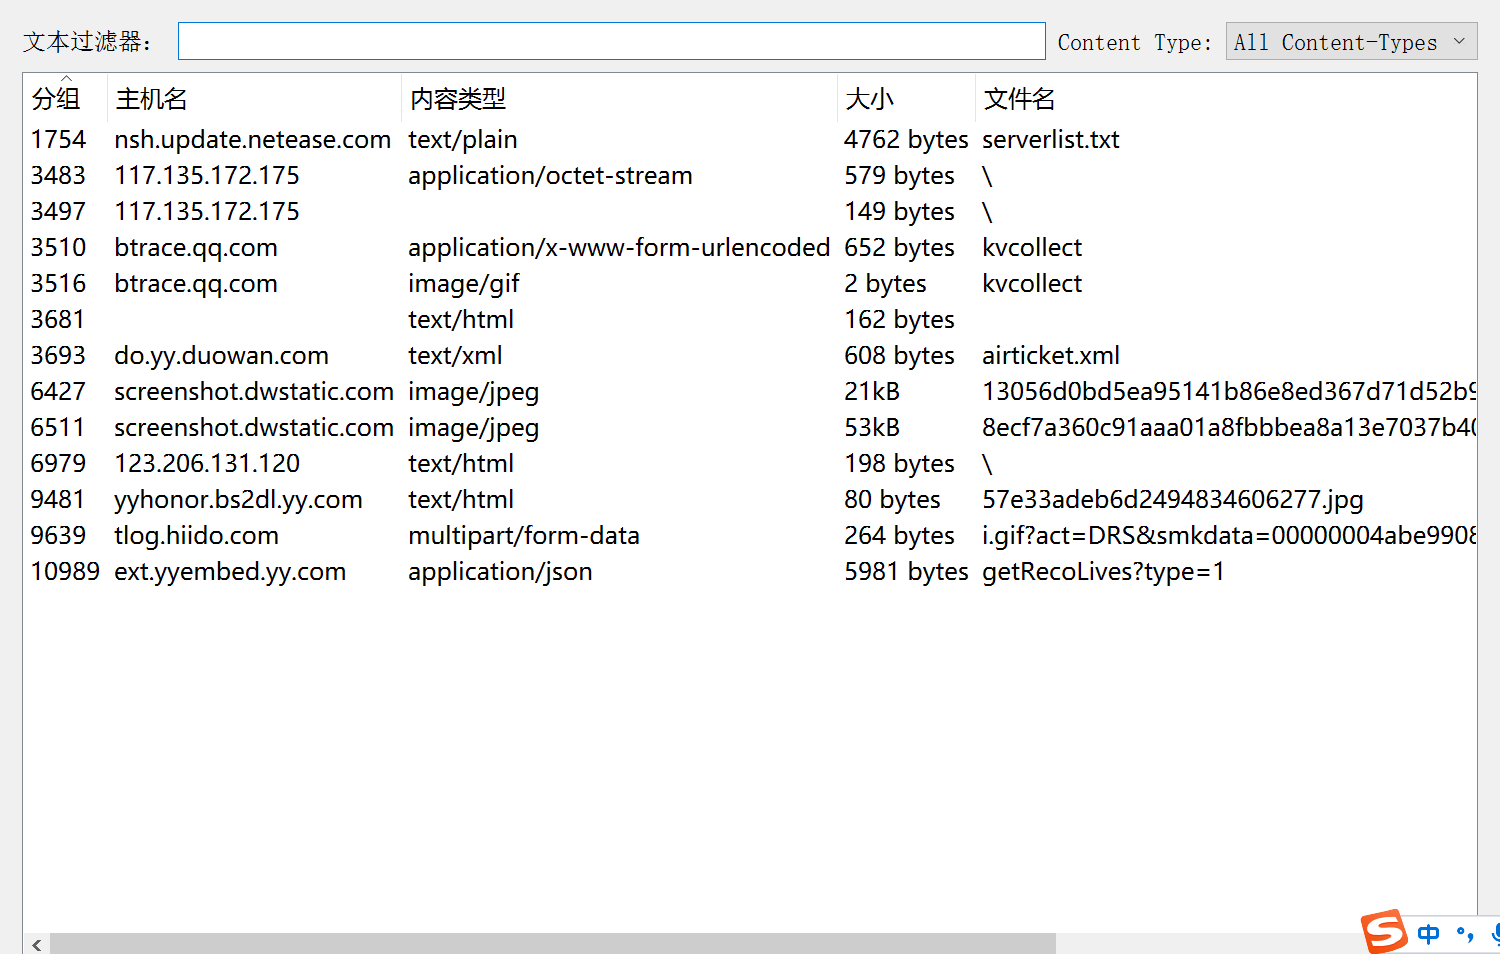 文本过滤器: Content Type: All Content-Types
分组 主机名 内容类型 大小 文件名
1754 nsh.update.netease.com text/plain 4762 bytes serverlist.txt
3483 117.135.172.175 application/octet-stream 579 bytes \
3497 117.135.172.175 149 bytes \
3510 btrace.qq.com application/x-www-form-urlencoded 652 bytes kvcollect
3516 btrace.qq.com image/gif 2 bytes kvcollect
3681 text/html 162 bytes
3693 do.yy.duowan.com text/xml 608 bytes airticket.xml
6427 screenshot.dwstatic.com image/jpeg 21kB 13056d0bd5ea95141b86e8ed367d71d52b9
6511 screenshot.dwstatic.com image/jpeg 53kB 8ecf7a360c91aaa01a8fbbbea8a13e7037b40
6979 123.206.131.120 text/html 198 bytes \
9481 yyhonor.bs2dl.yy.com text/html 80 bytes 57e33adeb6d2494834606277.jpg
9639 tlog.hiido.com multipart/form-data 264 bytes i.gif?act=DRS&smkdata=00000004abe9908
10989 ext.yyembed.yy.com application/json 5981 bytes getRecoLives?type=1
S 中